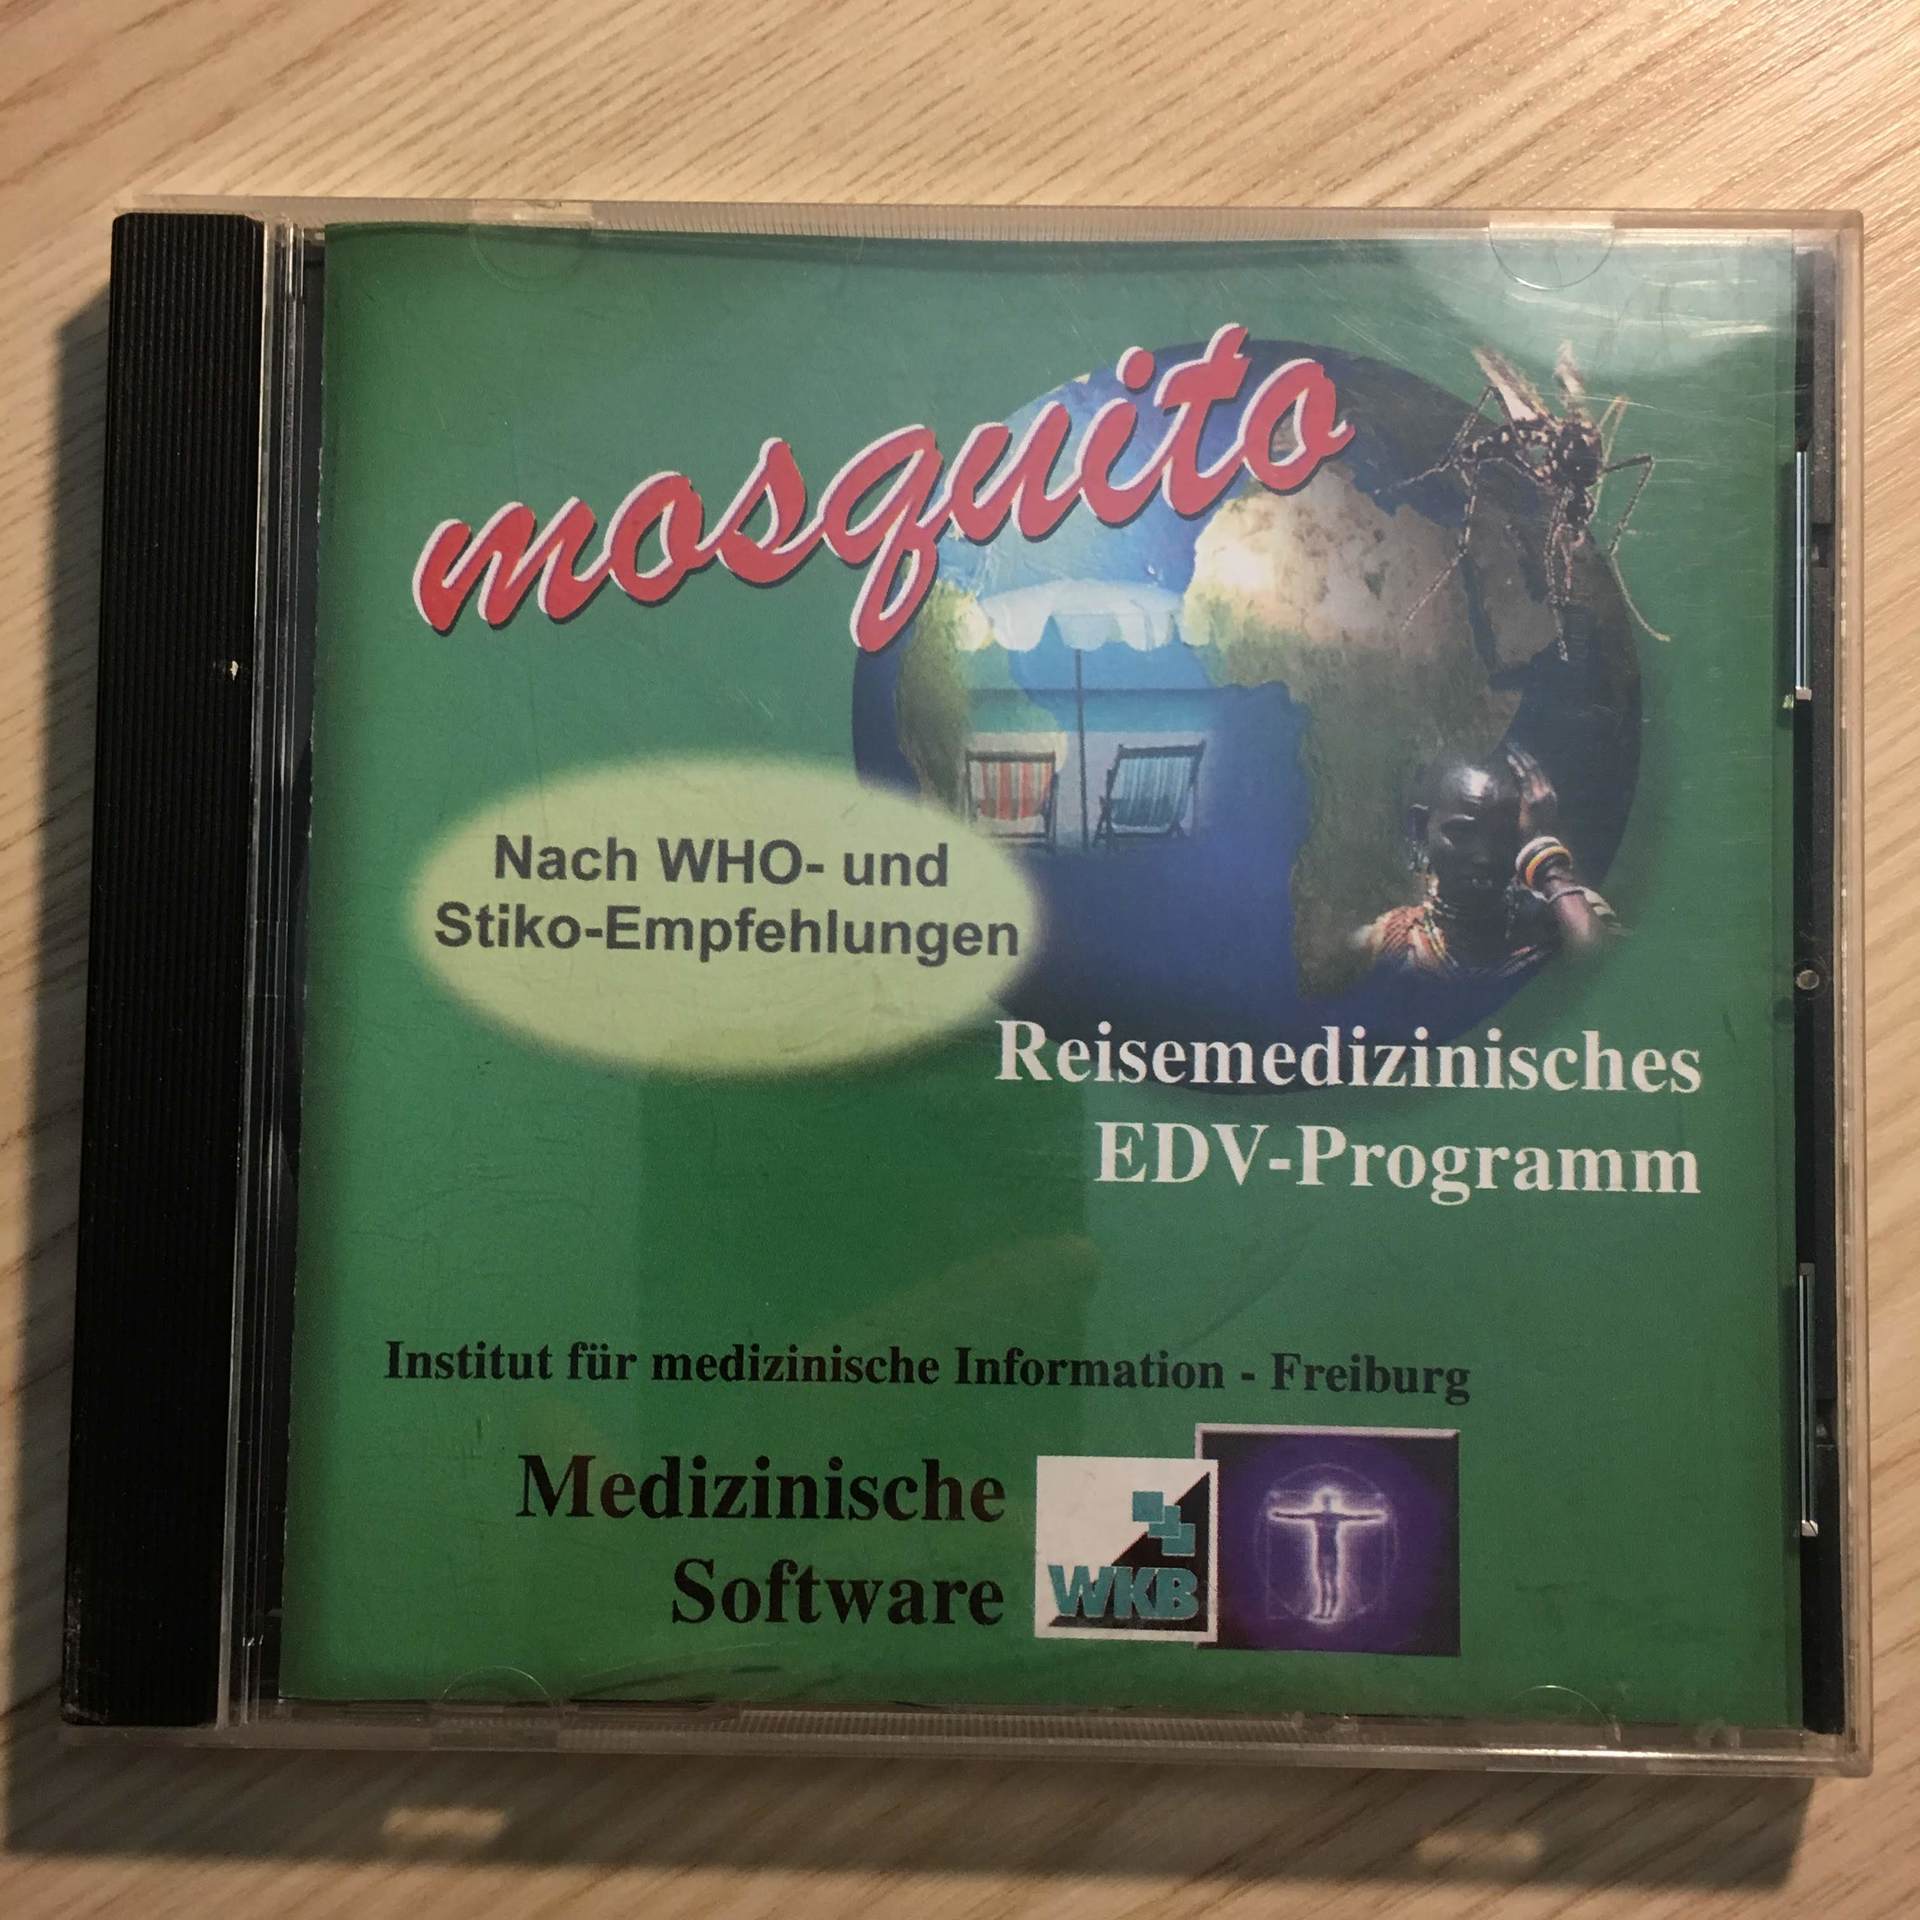 mosquito
Nach WHO- und
Stiko-Empfehlungen
Reisemedizinisches
EDV-Programm
Institut für medizinische Information - Freiburg
Medizinische
Software
WKB